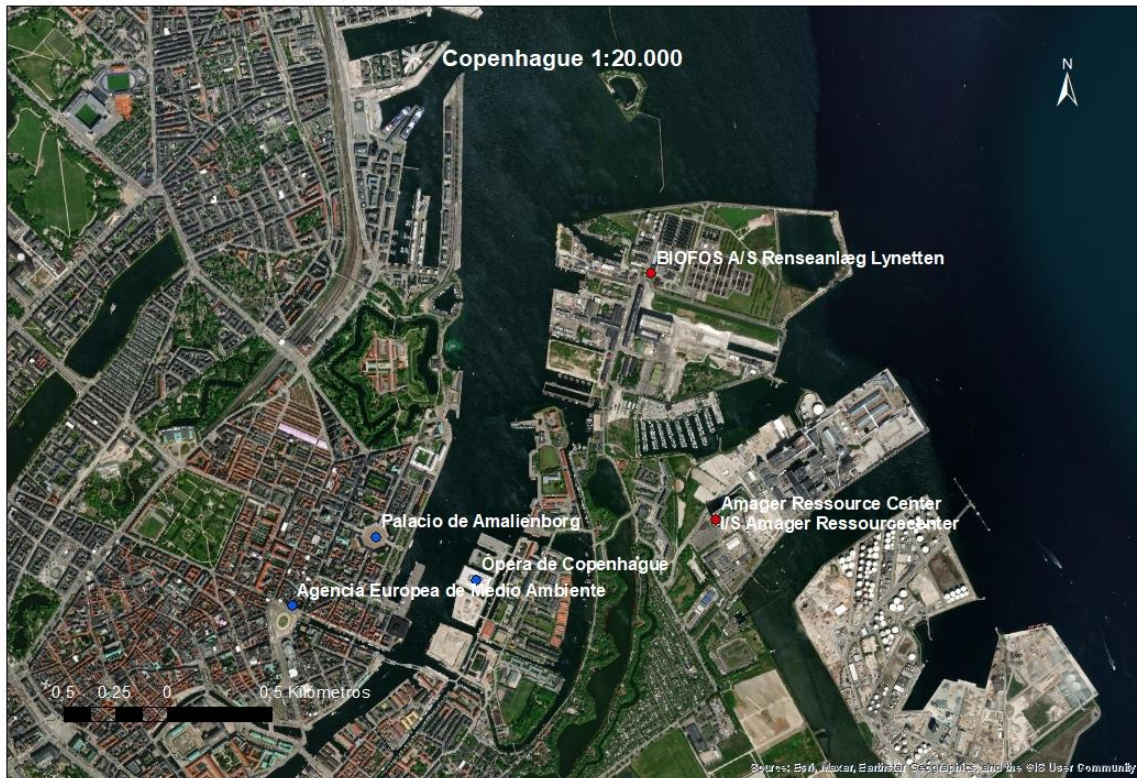 Copenhague 1:20.000
N
BIOFOS A/S Renseanlæg Lynetten
Amager Ressource Center
I/S Amager Ressourcecenter
Palacio de Amalienborg
Ópera de Copenhague
Agencia Europea de Medio Ambiente
0.5 0.25 0 0.5 Kilómetros
Source: Esri, Maxar, Earthstar Geographics, and the GIS User Community